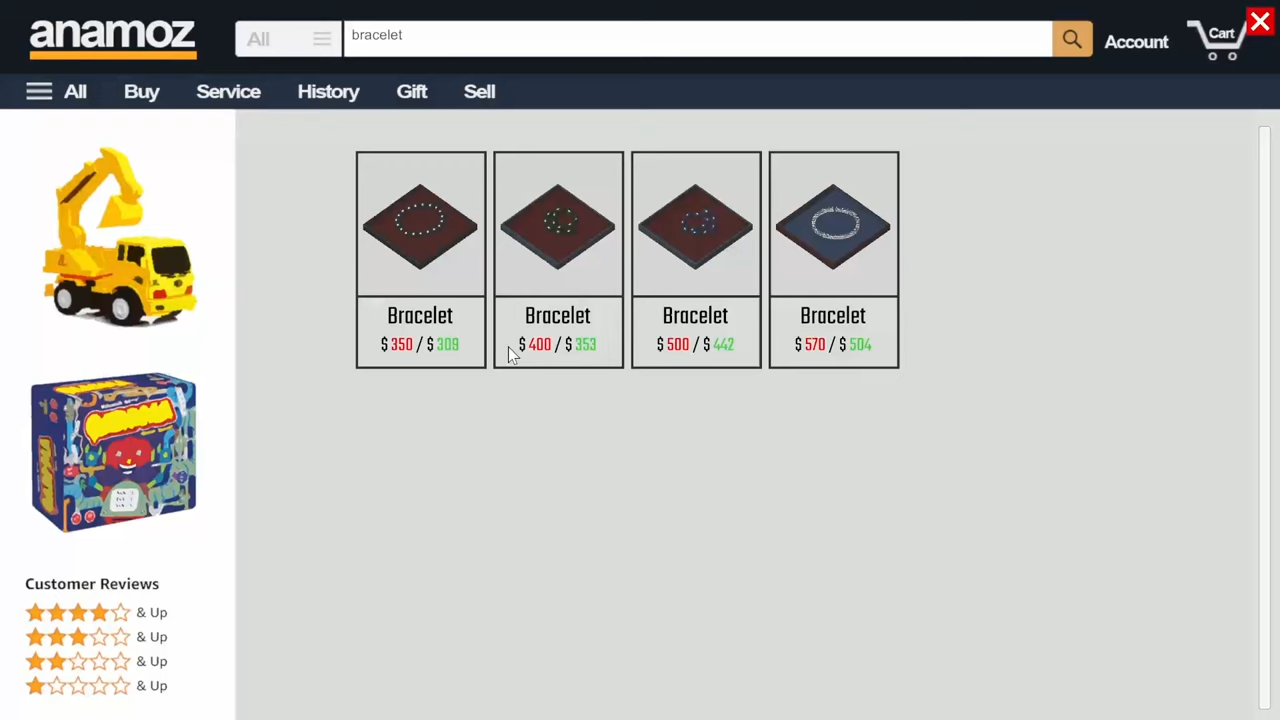 anamoz
All
bracelet
Account
Cart
All Buy Service History Gift Sell
Bracelet
$ 350 / $ 309
Bracelet
$ 400 / $ 353
Bracelet
$ 500 / $ 442
Bracelet
$ 570 / $ 504
Customer Reviews
& Up
& Up
& Up
& Up